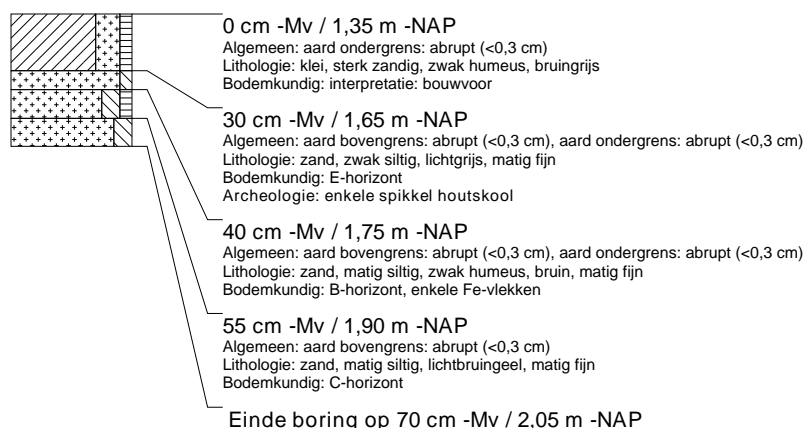 0 cm -Mv / 1,35 m -NAP
Algemeen: aard ondergrens: abrupt (<0,3 cm)
Lithologie: klei, sterk zandig, zwak humeus, bruingrijs
Bodemkundig: interpretatie: bouwvoor
30 cm -Mv / 1,65 m -NAP
Algemeen: aard bovengrens: abrupt (<0,3 cm), aard ondergrens: abrupt (<0,3 cm)
Lithologie: zand, zwak siltig, lichtgrijs, matig fijn
Bodemkundig: E-horizont
Archeologie: enkele spikkel houtskool
40 cm -Mv / 1,75 m -NAP
Algemeen: aard bovengrens: abrupt (<0,3 cm), aard ondergrens: abrupt (<0,3 cm)
Lithologie: zand, matig siltig, zwak humeus, bruin, matig fijn
Bodemkundig: B-horizont, enkele Fe-vlekken
55 cm -Mv / 1,90 m -NAP
Algemeen: aard bovengrens: abrupt (<0,3 cm)
Lithologie: zand, matig siltig, lichtbruingeel, matig fijn
Bodemkundig: C-horizont
Einde boring op 70 cm -Mv / 2,05 m -NAP